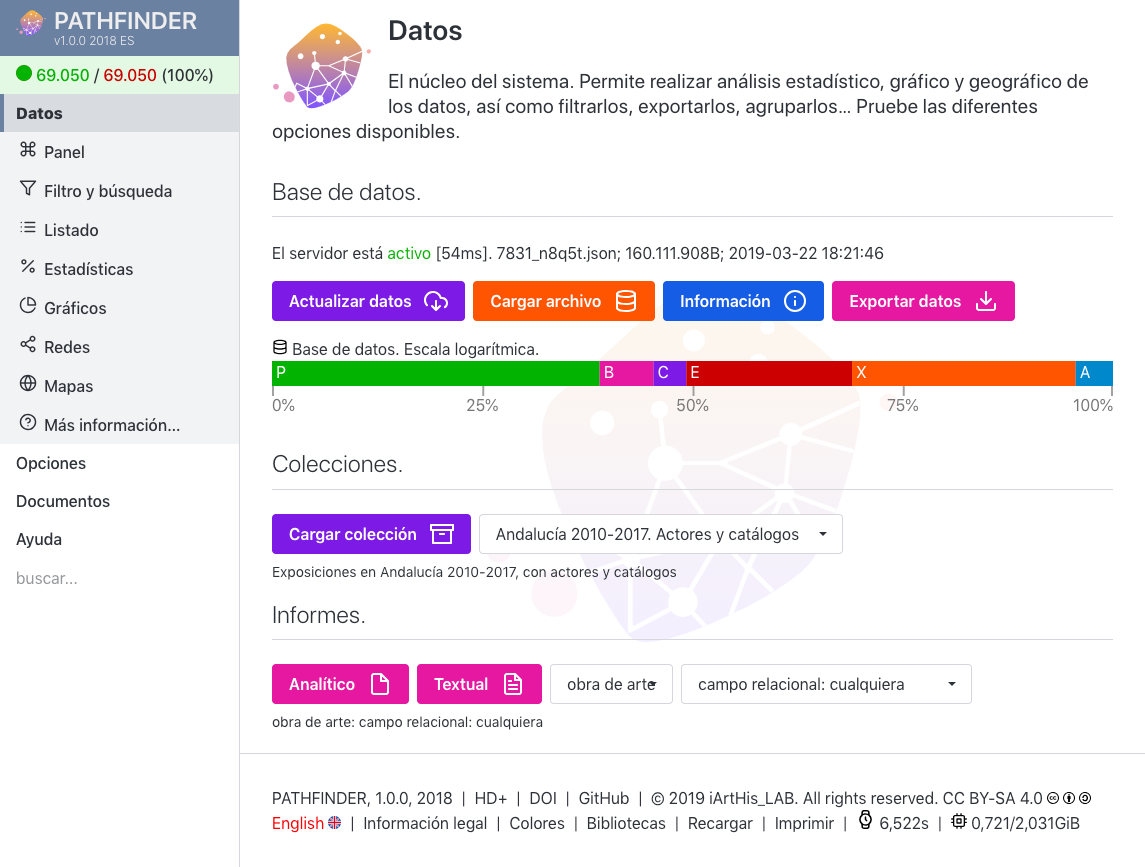 PATHFINDER
v1.0.0 2018 ES
69.050 / 69.050 (100%)
Datos
Panel
Filtro y búsqueda
Listado
Estadísticas
Gráficos
Redes
Mapas
Más información...
Opciones
Documentos
Ayuda
buscar...
Datos
El núcleo del sistema. Permite realizar análisis estadístico, gráfico y geográfico de
los datos, así como filtrarlos, exportarlos, agruparlos... Pruebe las diferentes
opciones disponibles.
Base de datos.
El servidor está activo [54ms]. 7831_n8q5t.json; 160.111.908B; 2019-03-22 18:21:46
Actualizar datos Cargar archivo Información Exportar datos
Base de datos. Escala logarítmica.
P B C E X A
0% 25% 50% 75% 100%
Colecciones.
Cargar colección Andalucía 2010-2017. Actores y catálogos
Exposiciones en Andalucía 2010-2017, con actores y catálogos
Informes.
Analítico Textual obra de arte campo relacional: cualquiera
obra de arte: campo relacional: cualquiera
PATHFINDER, 1.0.0, 2018 | HD+ | DOI | GitHub | © 2019 iArtHis_LAB. All rights reserved. CC BY-SA 4.0
English | Información legal | Colores | Bibliotecas | Recargar | Imprimir | 6,522s | 0,721/2,031GiB